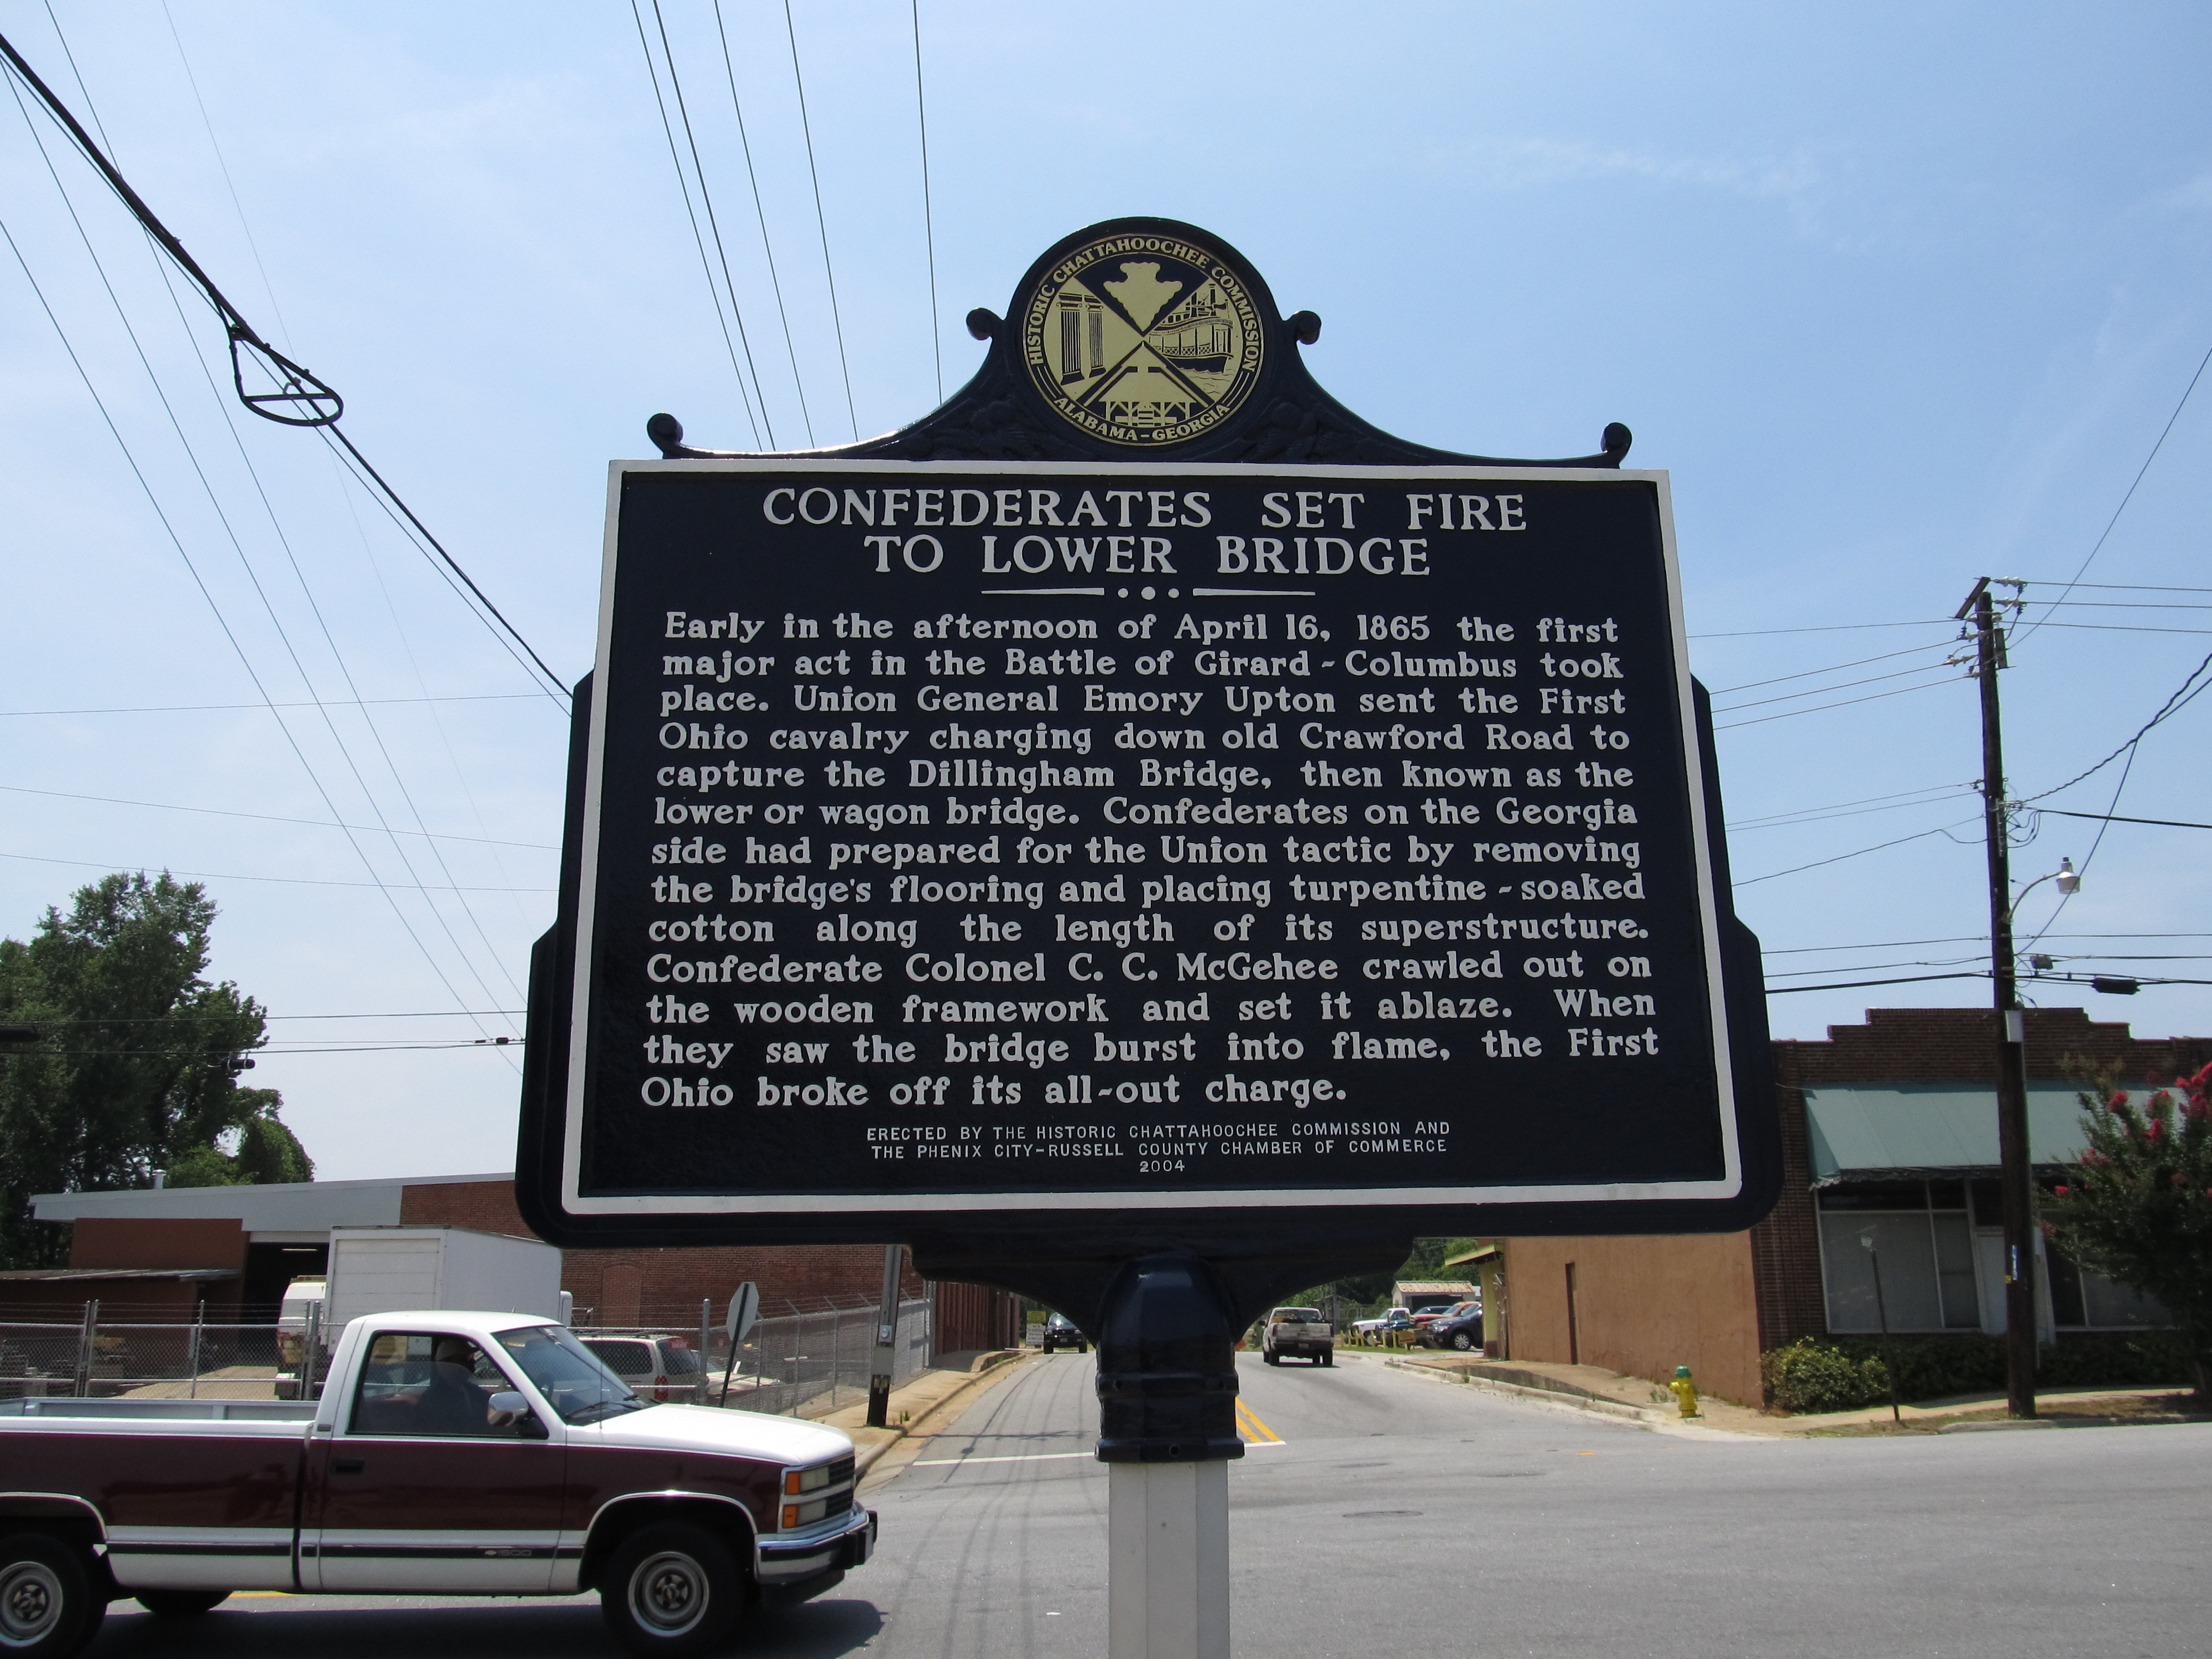 HISTORIC CHATTAHOOCHEE COMMISSION
ALABAMA-GEORGIA
CONFEDERATES SET FIRE
TO LOWER BRIDGE
Early in the afternoon of April 16, 1865 the first
major act in the Battle of Girard-Columbus took
place. Union General Emory Upton sent the First
Ohio cavalry charging down old Crawford Road to
capture the Dillingham Bridge, then known as the
lower or wagon bridge. Confederates on the Georgia
side had prepared for the Union tactic by removing
the bridge's flooring and placing turpentine-soaked
cotton along the length of its superstructure.
Confederate Colonel C. C. McGehee crawled out on
the wooden framework and set it ablaze. When
they saw the bridge burst into flame, the First
Ohio broke off its all-out charge.
ERECTED BY THE HISTORIC CHATTAHOOCHEE COMMISSION AND
THE PHENIX CITY-RUSSELL COUNTY CHAMBER OF COMMERCE
2004
1500